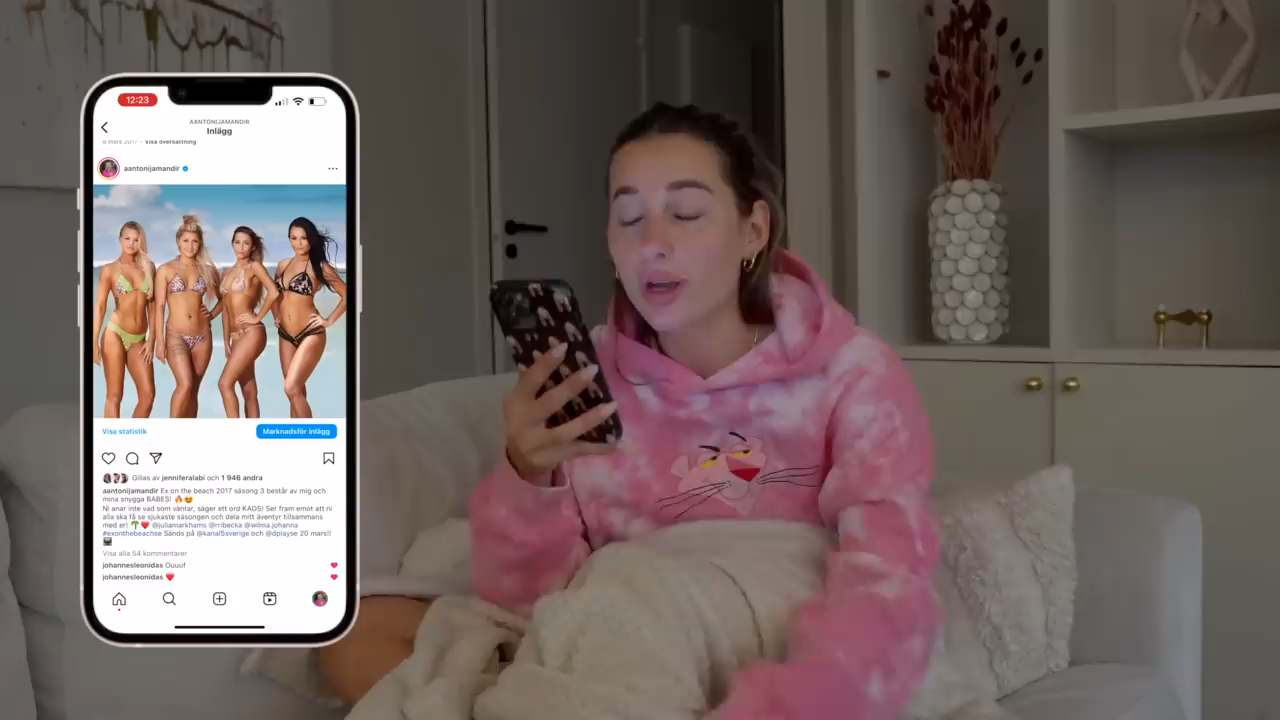 12:23
AANTONIJAMANDIR
Inlägg
8 mars 2017 · Visa översättning
aantonijamandir
Visa statistik
Marknadsför inlägg
Gillas av jenniferalabi och 1 946 andra
aantonijamandir Ex on the beach 2017 säsong 3 består av mig och
mina snygga BABES! 🔥😍
Ni anar inte vad som väntar, säger ett ord KAOS! Ser fram emot att ni
alla ska få se sjukaste säsongen och dela mitt äventyr tillsammans
med er! 🌴❤️ @juliamarkhams @rribecka @wilma.johanna
#exonthebeachse Sänds på @kanal5sverige och @dplayse 20 mars!!
📺
Visa alla 54 kommentarer
johannesleonidas Ouuuf
johannesleonidas ❤️